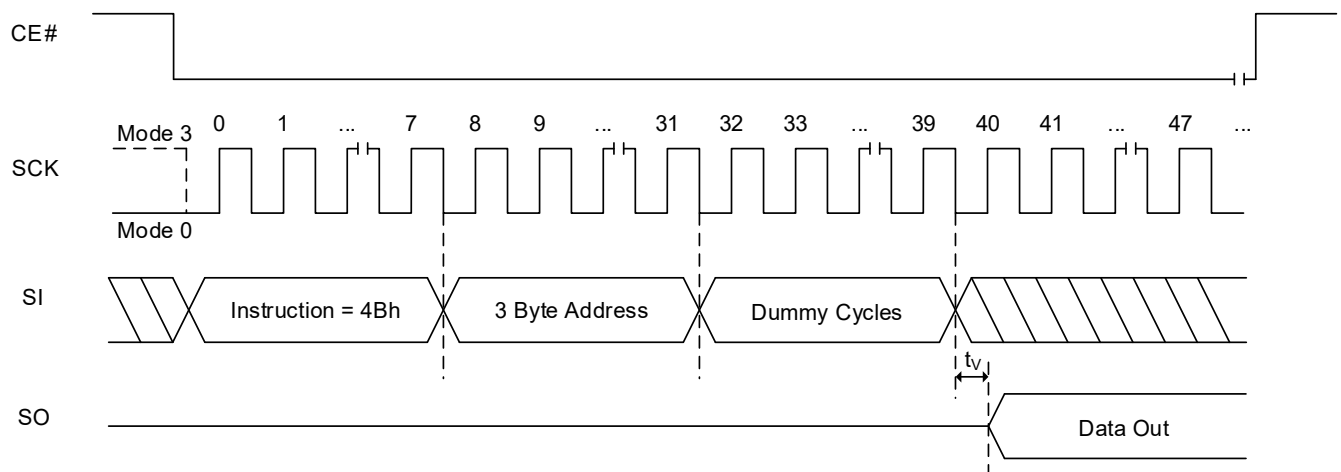 CE#
Mode 3
0 1 ... 7 8 9 ... 31 32 33 ... 39 40 41 ... 47 ...
SCK
Mode 0
SI
Instruction = 4Bh
3 Byte Address
Dummy Cycles
tV
SO
Data Out